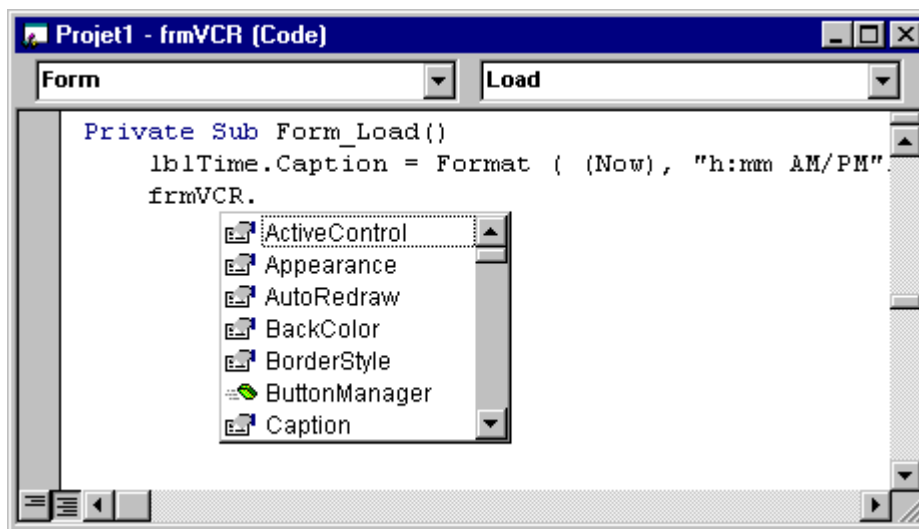 Projet1 - frmVCR (Code)
Form Load
Private Sub Form_Load()
lblTime.Caption = Format ( (Now), "h:mm AM/PM"
frmVCR.
ActiveControl
Appearance
AutoRedraw
BackColor
BorderStyle
ButtonManager
Caption